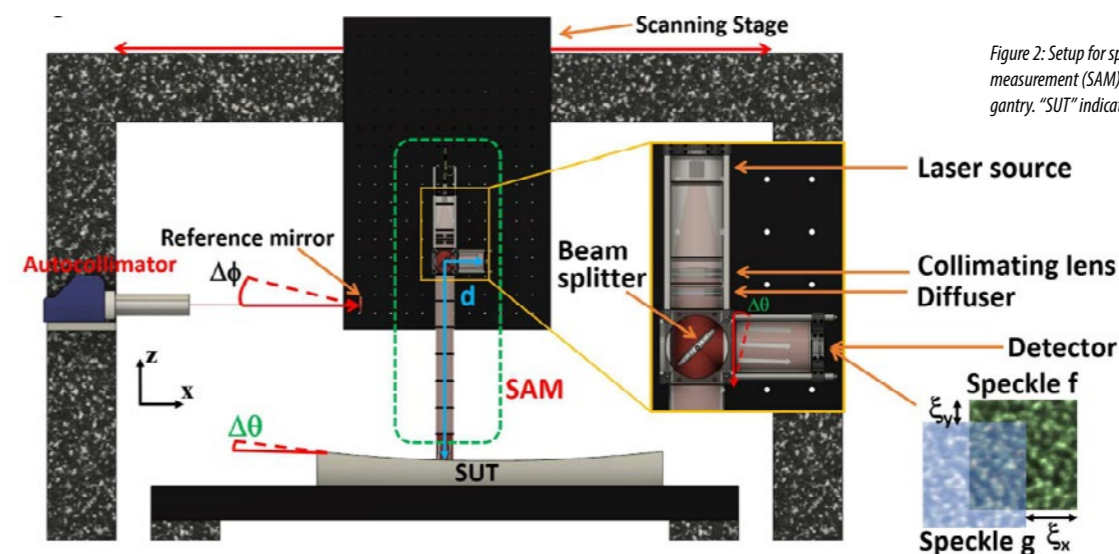 Scanning Stage
Figure 2: Setup for sp
measurement (SAM)
gantry. “SUT” indicat
Laser source
Reference mirror
Autocollimator
Δϕ
Beam
splitter
Collimating lens
Diffuser
Δθ
d
Detector
z
x
SAM
Speckle f
ξy
Δθ
SUT
Speckle g
ξx